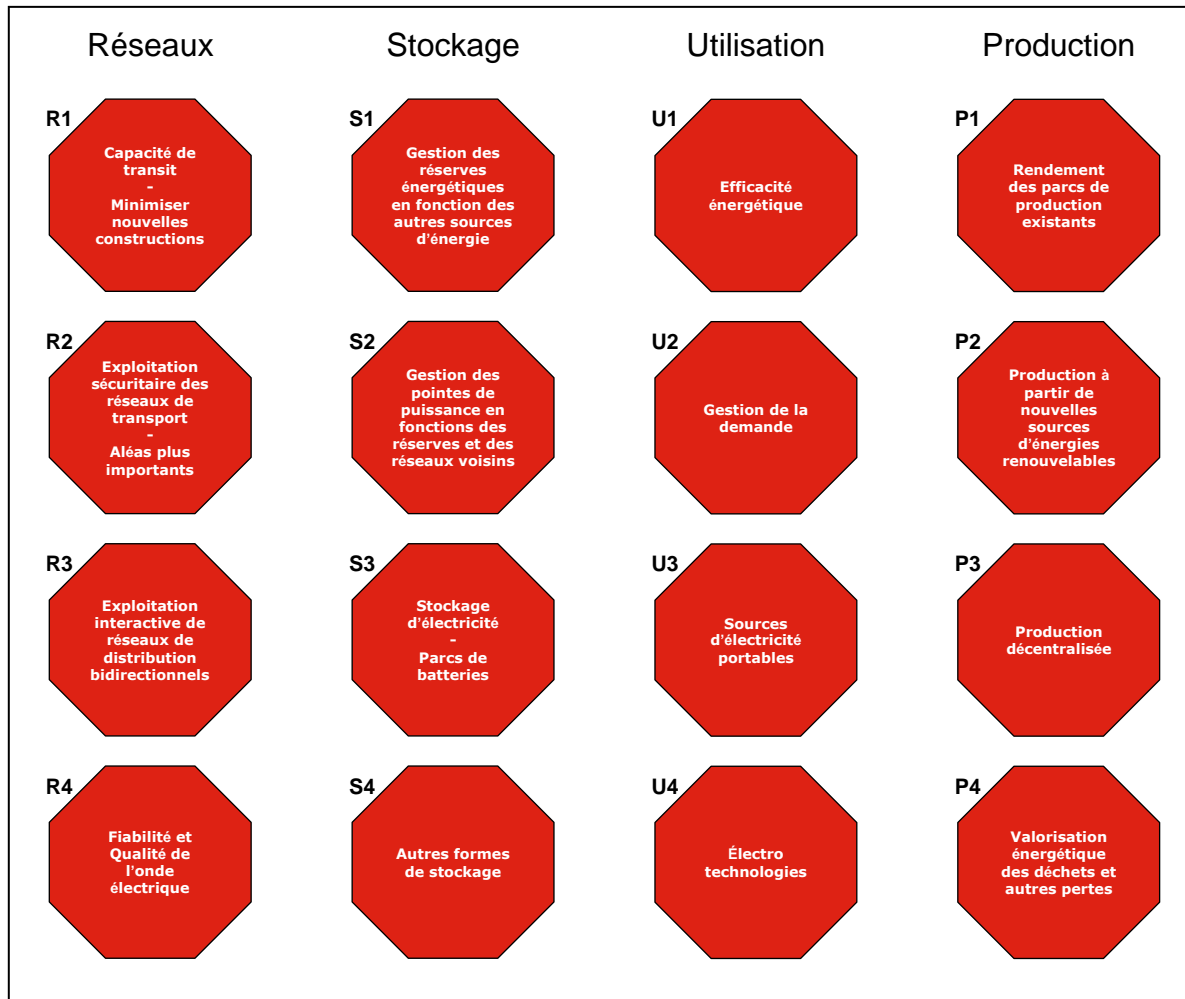 Réseaux
Stockage
Utilisation
Production
R1
Capacité de
transit
-
Minimiser
nouvelles
constructions
S1
Gestion des
réserves
énergétiques
en fonction des
autres sources
d'énergie
U1
Efficacité
énergétique
P1
Rendement
des parcs de
production
existants
R2
Exploitation
sécuritaire des
réseaux de
transport
-
Aléas plus
importants
S2
Gestion des
pointes de
puissance en
fonctions des
réserves et des
réseaux voisins
U2
Gestion de la
demande
P2
Production à
partir de
nouvelles
sources
d'énergies
renouvelables
R3
Exploitation
interactive de
réseaux de
distribution
bidirectionnels
S3
Stockage
d'électricité
-
Parcs de
batteries
U3
Sources
d'électricité
portables
P3
Production
décentralisée
R4
Fiabilité et
Qualité de
l'onde
électrique
S4
Autres formes
de stockage
U4
Électro
technologies
P4
Valorisation
énergétique
des déchets et
autres pertes